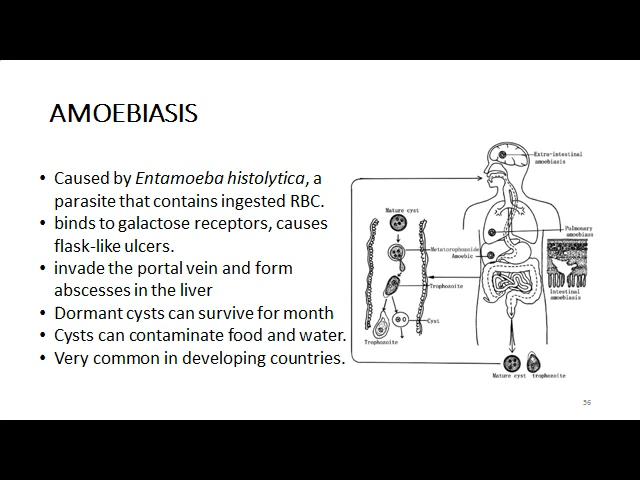 AMOEBIASIS
• Caused by Entamoeba histolytica, a
parasite that contains ingested RBC.
• binds to galactose receptors, causes
flask-like ulcers.
• invade the portal vein and form
abscesses in the liver
• Dormant cysts can survive for month
• Cysts can contaminate food and water.
• Very common in developing countries.
Extra-intestinal
amoebiasis
Mature cyst
Pulmonary
amoebiasis
Metatorophozoide
Amoebic
Trophozoite
Intestinal
amoebiasis
Cyst
Trophozoite
Mature cyst trophozoite
56